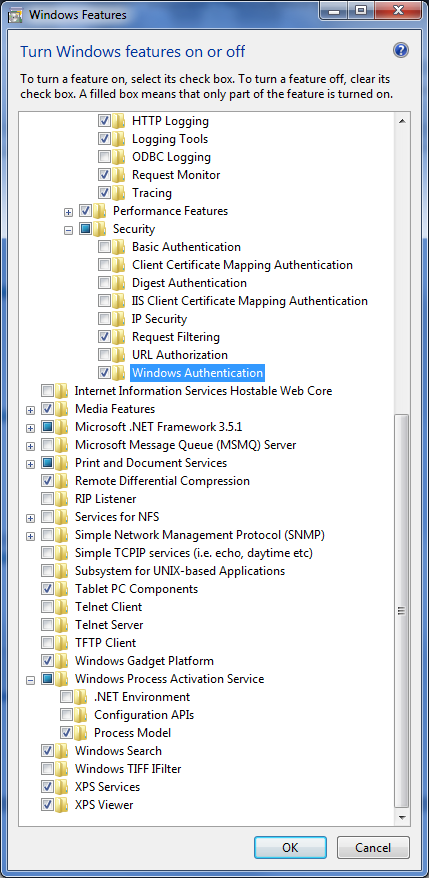 Windows Features
Turn Windows features on or off
To turn a feature on, select its check box. To turn a feature off, clear its
check box. A filled box means that only part of the feature is turned on.
HTTP Logging
Logging Tools
ODBC Logging
Request Monitor
Tracing
Performance Features
Security
Basic Authentication
Client Certificate Mapping Authentication
Digest Authentication
IIS Client Certificate Mapping Authentication
IP Security
Request Filtering
URL Authorization
Windows Authentication
Internet Information Services Hostable Web Core
Media Features
Microsoft .NET Framework 3.5.1
Microsoft Message Queue (MSMQ) Server
Print and Document Services
Remote Differential Compression
RIP Listener
Services for NFS
Simple Network Management Protocol (SNMP)
Simple TCPIP services (i.e. echo, daytime etc)
Subsystem for UNIX-based Applications
Tablet PC Components
Telnet Client
Telnet Server
TFTP Client
Windows Gadget Platform
Windows Process Activation Service
.NET Environment
Configuration APIs
Process Model
Windows Search
Windows TIFF IFilter
XPS Services
XPS Viewer
OK
Cancel